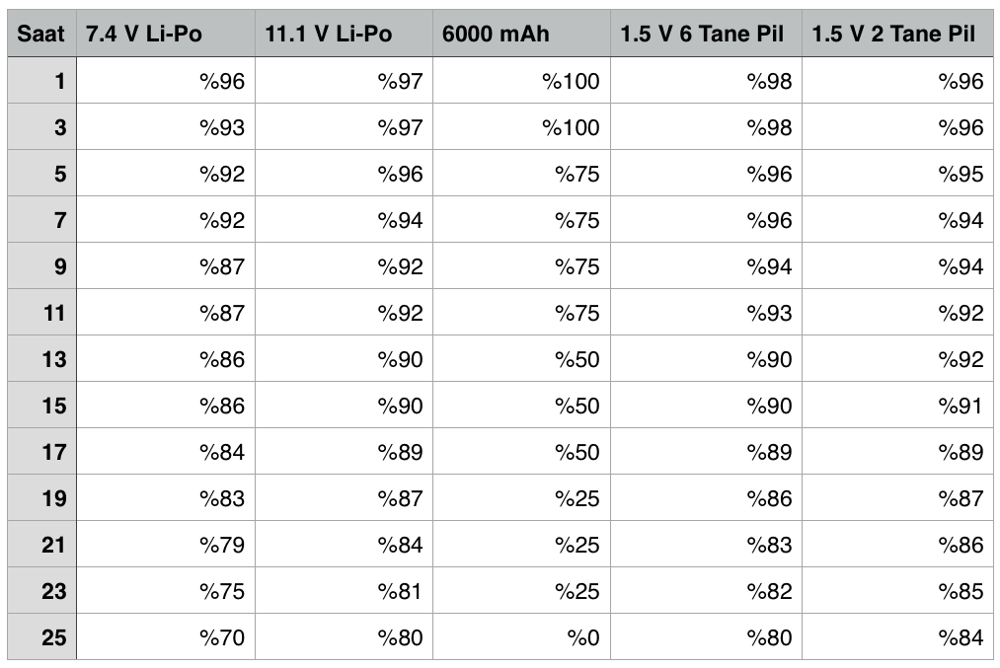 Saat 7.4 V Li-Po 11.1 V Li-Po 6000 mAh 1.5 V 6 Tane Pil 1.5 V 2 Tane Pil
1 %96 %97 %100 %98 %96
3 %93 %97 %100 %98 %96
5 %92 %96 %75 %96 %95
7 %92 %94 %75 %96 %94
9 %87 %92 %75 %94 %94
11 %87 %92 %75 %93 %92
13 %86 %90 %50 %90 %92
15 %86 %90 %50 %90 %91
17 %84 %89 %50 %89 %89
19 %83 %87 %25 %86 %87
21 %79 %84 %25 %83 %86
23 %75 %81 %25 %82 %85
25 %70 %80 %0 %80 %84